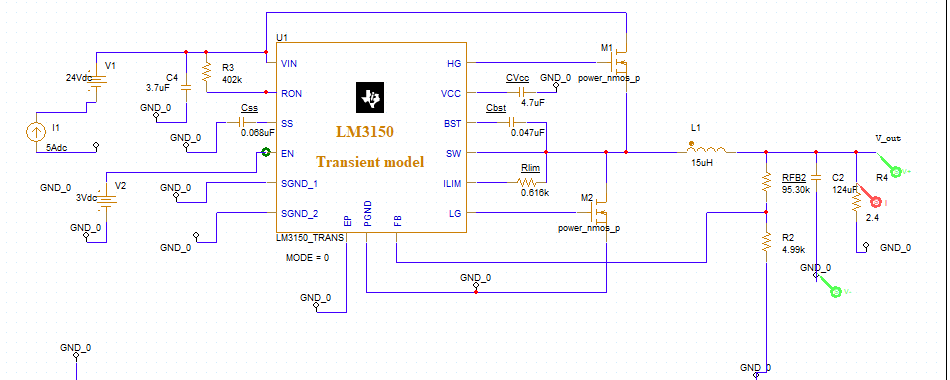 U1
M1
V1
24Vdc
C4
3.7uF
R3
402k
VIN
HG
power_nmos_p
GND_0
RON
VCC
CVcc
4.7uF
GND_0
Css
0.068uF
SS
LM3150
BST
Cbst
0.047uF
I1
5Adc
GND_0
EN
Transient model
SW
L1
15uH
V_out
V+
GND_0
V2
3Vdc
GND_0
SGND_1
ILIM
Rlim
0.616k
RFB2
95.30k
C2
124uF
R4
I
2.4
GND_0
GND_0
SGND_2
EP
PGND
FB
LG
M2
power_nmos_p
LM3150_TRANS
MODE = 0
R2
4.99k
GND_0
GND_0
GND_0
GND_0
V-
GND_0
GND_0